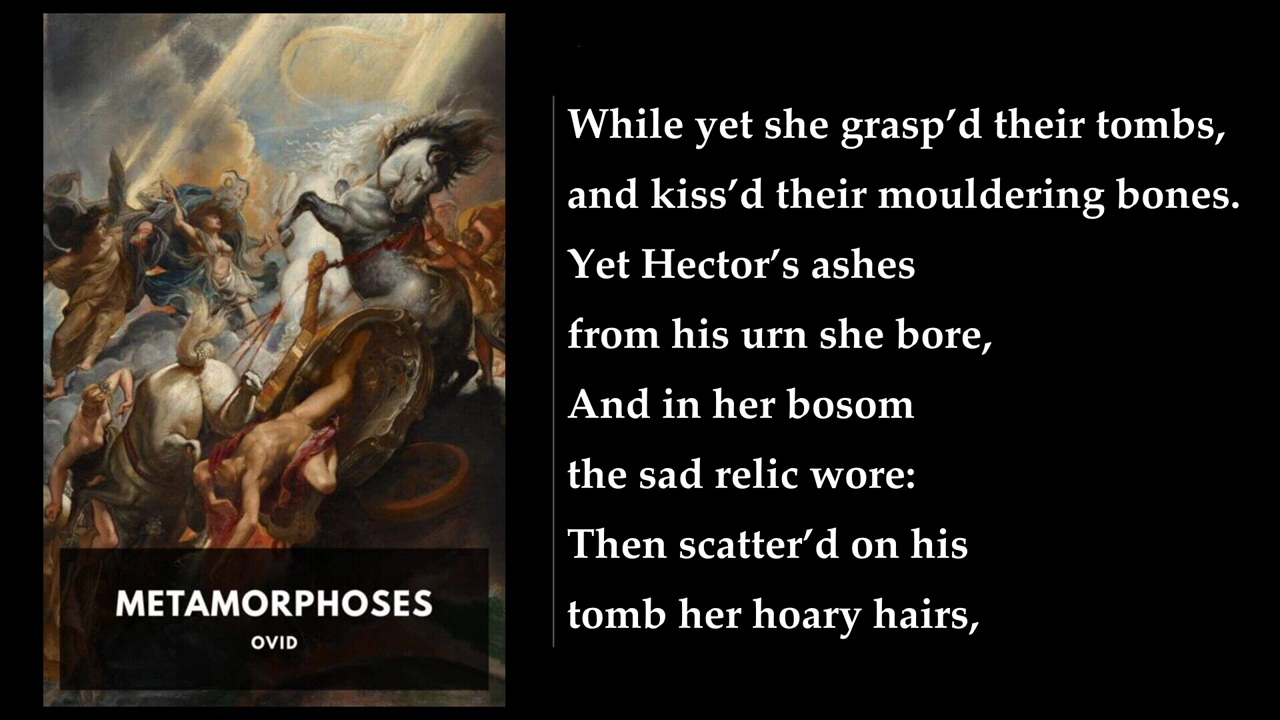 METAMORPHOSES
OVID
While yet she grasp’d their tombs,
and kiss’d their mouldering bones.
Yet Hector’s ashes
from his urn she bore,
And in her bosom
the sad relic wore:
Then scatter’d on his
tomb her hoary hairs,